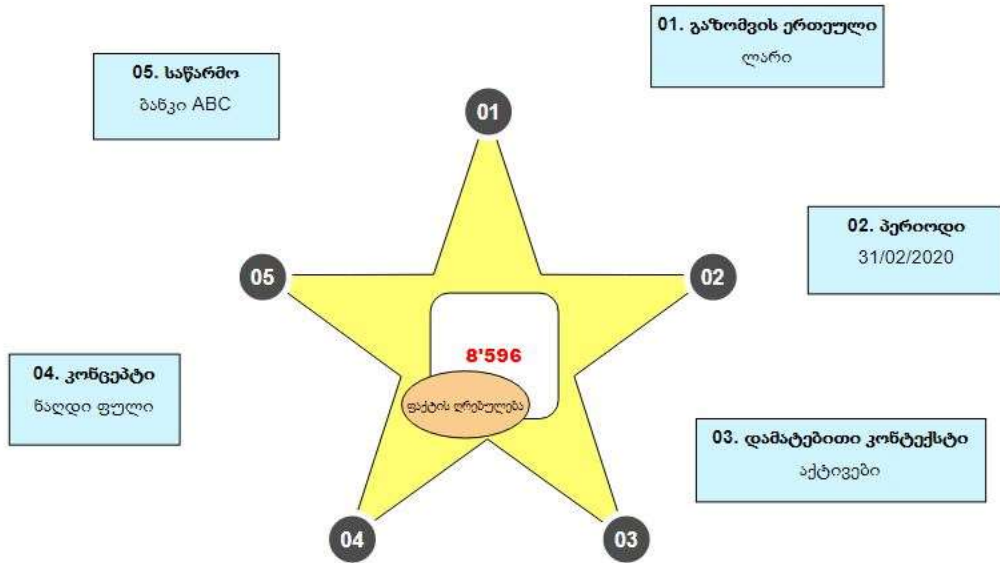 01. გაზომვის ერთეული
ლარი
05. საწარმო
ბანკი ABC
01
02. პერიოდი
31/02/2020
05
02
8'596
ფაქტის ღრებულება
04. კონცეპტი
ნაღდი ფული
03. დამატებითი კონტექსტი
აქტივები
04
03